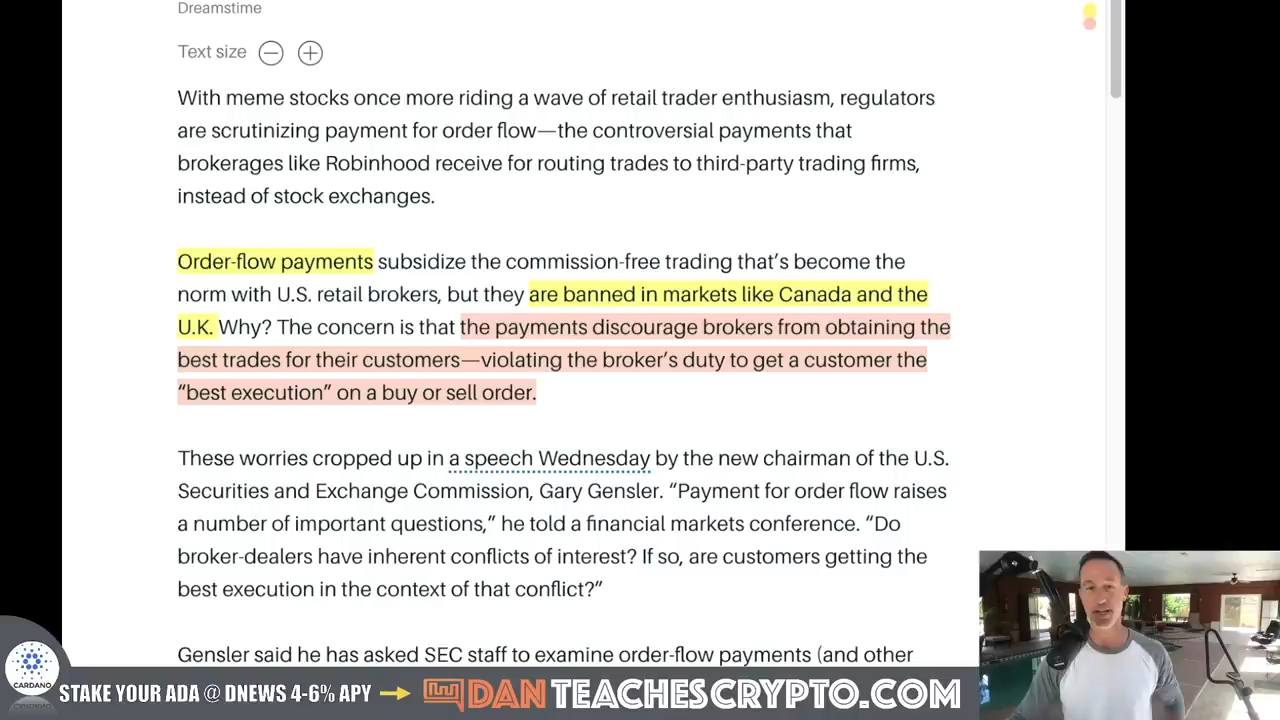 Dreamstime
Text size
With meme stocks once more riding a wave of retail trader enthusiasm, regulators
are scrutinizing payment for order flow—the controversial payments that
brokerages like Robinhood receive for routing trades to third-party trading firms,
instead of stock exchanges.
Order-flow payments subsidize the commission-free trading that’s become the
norm with U.S. retail brokers, but they are banned in markets like Canada and the
U.K. Why? The concern is that the payments discourage brokers from obtaining the
best trades for their customers—violating the broker’s duty to get a customer the
“best execution” on a buy or sell order.
These worries cropped up in a speech Wednesday by the new chairman of the U.S.
Securities and Exchange Commission, Gary Gensler. “Payment for order flow raises
a number of important questions,” he told a financial markets conference. “Do
broker-dealers have inherent conflicts of interest? If so, are customers getting the
best execution in the context of that conflict?”
Gensler said he has asked SEC staff to examine order-flow payments (and other
CARDANO
STAKE YOUR ADA @ DNEWS 4-6% APY
DANTEACHESCRYPTO.COM